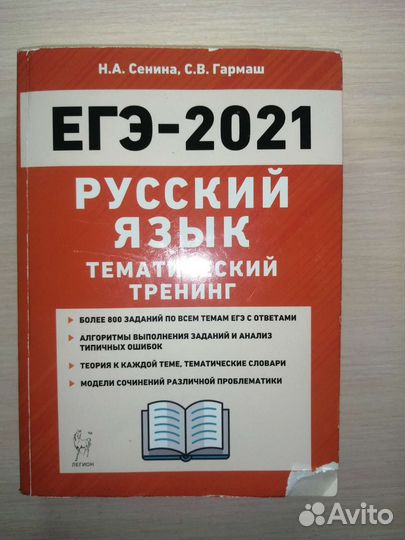 Н.А. Сенина, С.В. Гармаш
ЕГЭ-2021
РУССКИЙ
ЯЗЫК
ТЕМАТИЧЕСКИЙ
ТРЕНИНГ
БОЛЕЕ 800 ЗАДАНИЙ ПО ВСЕМ ТЕМАМ ЕГЭ С ОТВЕТАМИ
АЛГОРИТМЫ ВЫПОЛНЕНИЯ ЗАДАНИЙ И АНАЛИЗ
ТИПИЧНЫХ ОШИБОК
ТЕОРИЯ К КАЖДОЙ ТЕМЕ, ТЕМАТИЧЕСКИЕ СЛОВАРИ
МОДЕЛИ СОЧИНЕНИЙ РАЗЛИЧНОЙ ПРОБЛЕМАТИКИ
ЛЕГИОН
Avito